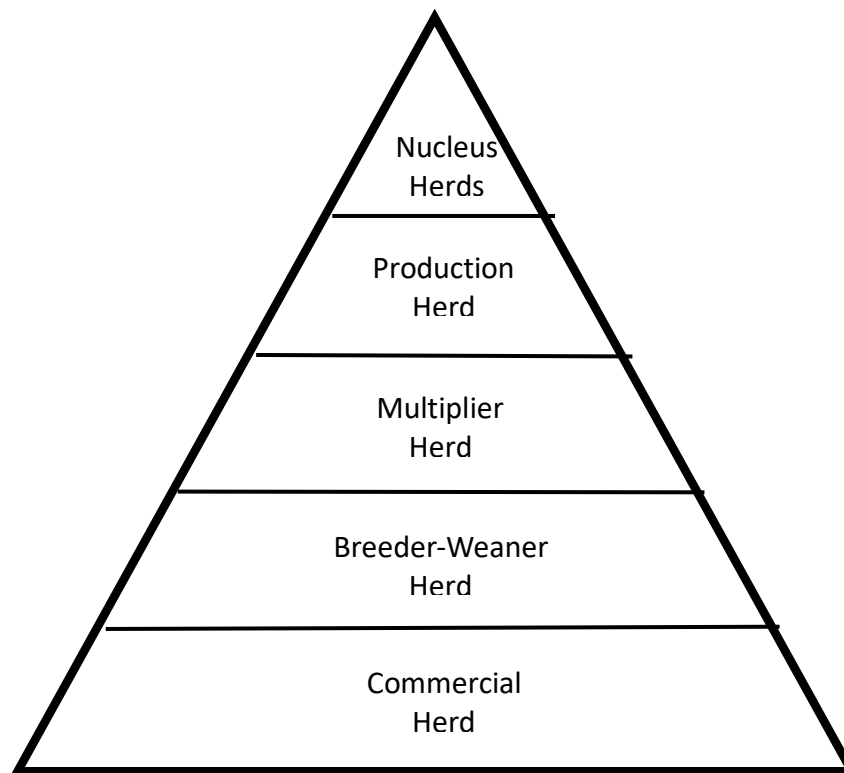 Nucleus
Herds
Production
Herd
Multiplier
Herd
Breeder-Weaner
Herd
Commercial
Herd